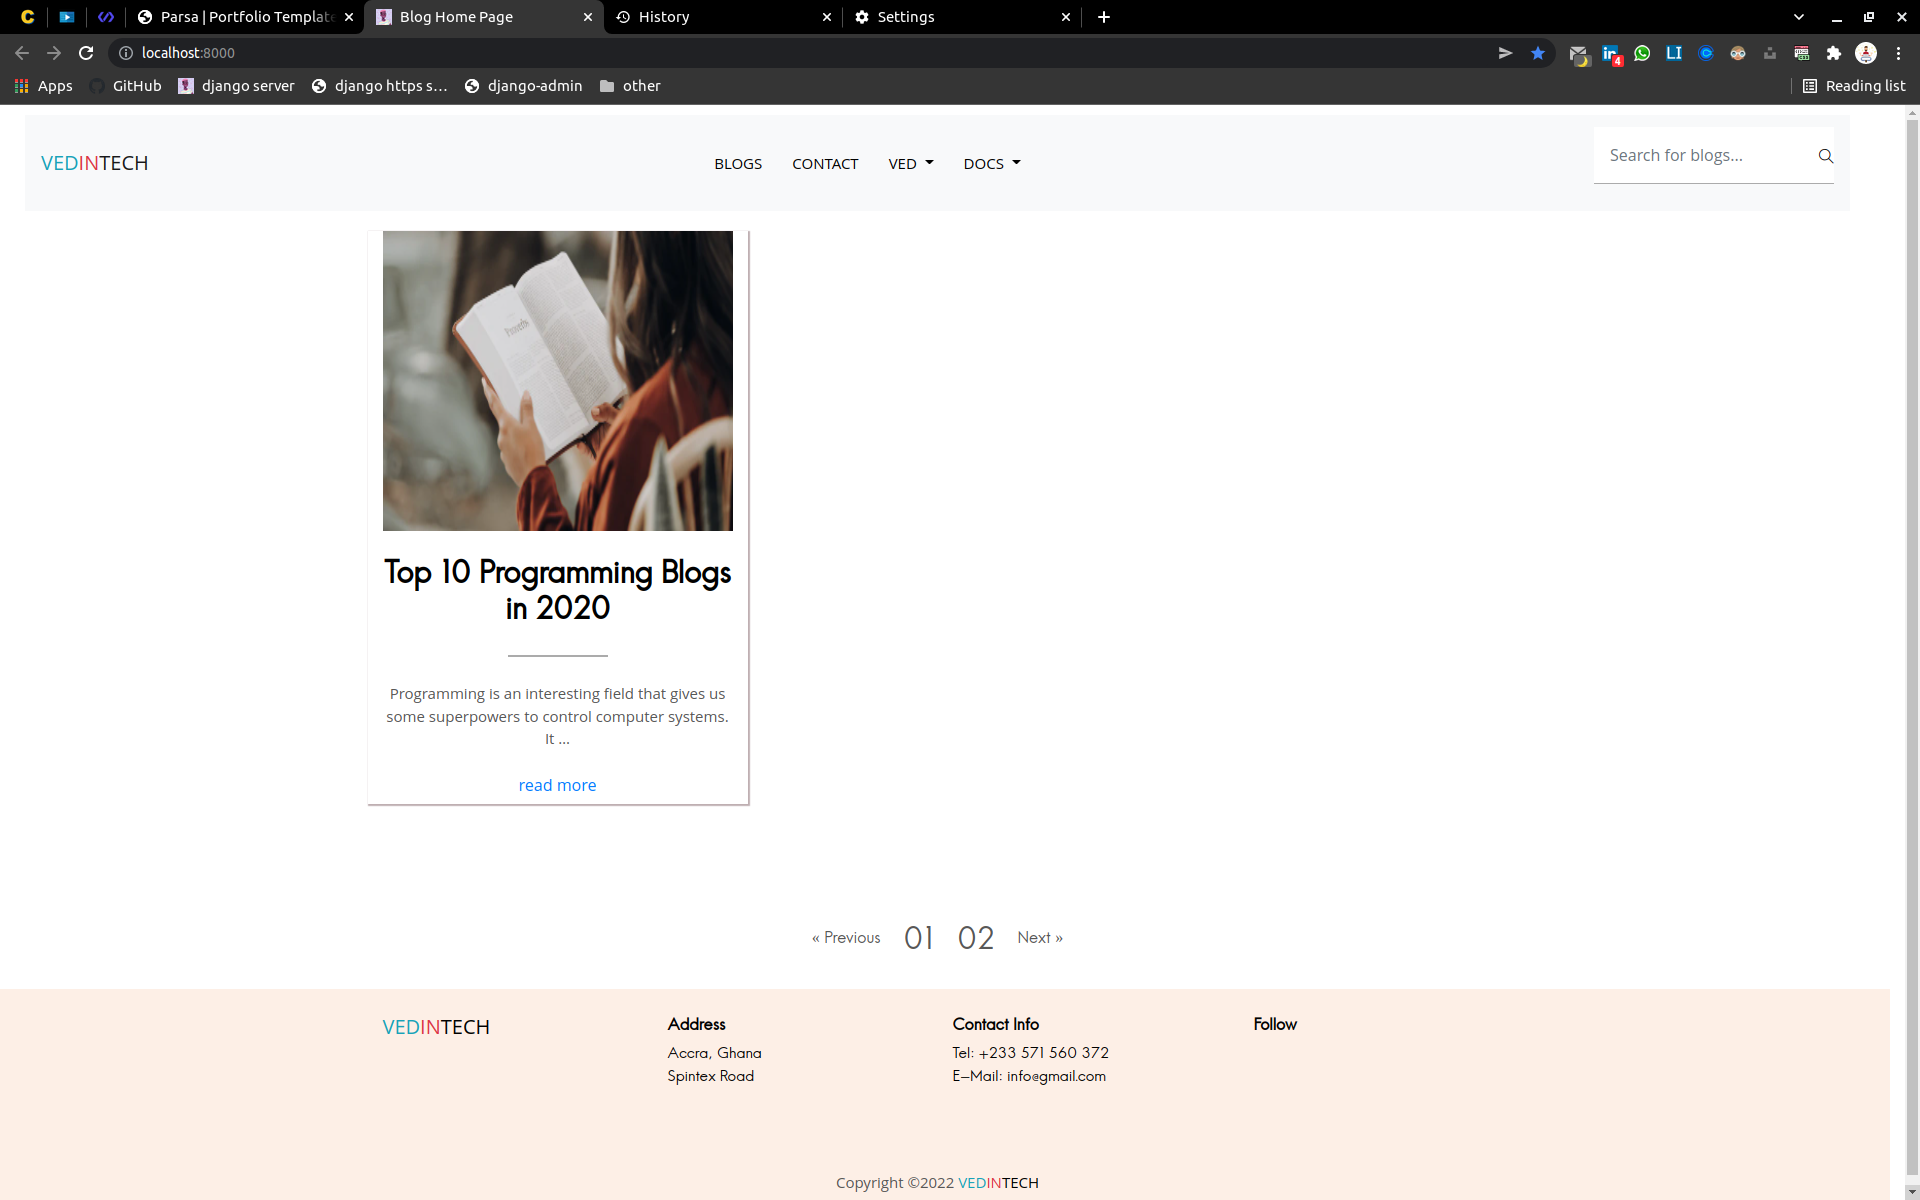 Parsa | Portfolio Template
Blog Home Page
History
Settings
localhost:8000
4
Apps
GitHub
django server
django https s...
django-admin
other
Reading list
VEDINTECH
BLOGS
CONTACT
VED
DOCS
Search for blogs...
Top 10 Programming Blogs
in 2020
Programming is an interesting field that gives us
some superpowers to control computer systems.
It ...
read more
« Previous
01
02
Next »
VEDINTECH
Address
Accra, Ghana
Spintex Road
Contact Info
Tel: +233 571 560 372
E-Mail: info@gmail.com
Follow
Copyright ©2022 VEDINTECH